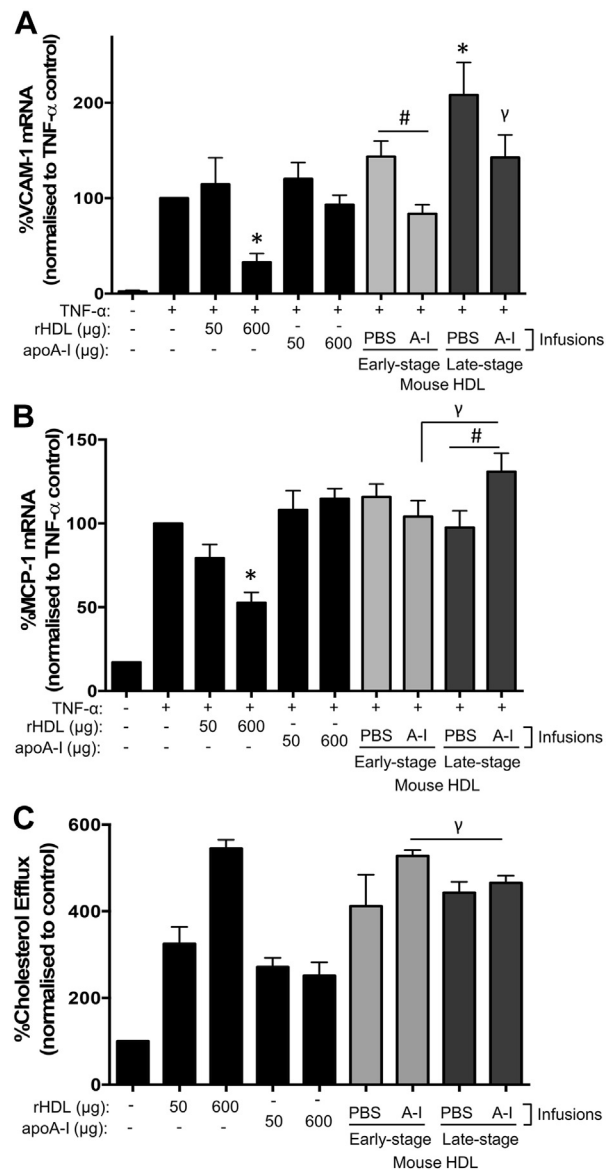 A
%VCAM-1 mRNA
(normalised to TNF-α control)
200
100
0
*
#
*
γ
TNF-α: - + + + + + + + + +
rHDL (µg): - - 50 600 - - PBS A-I PBS A-I Infusions
apoA-I (µg): - - - - 50 600
Early-stage Late-stage
Mouse HDL
B
%MCP-1 mRNA
(normalised to TNF-α control)
150
100
50
0
*
γ
#
TNF-α: - + + + + + + + + +
rHDL (µg): - - 50 600 - - PBS A-I PBS A-I Infusions
apoA-I (µg): - - - - 50 600
Early-stage Late-stage
Mouse HDL
C
%Cholesterol Efflux
(normalised to control)
600
400
200
0
γ
rHDL (µg): - 50 600 - - PBS A-I PBS A-I Infusions
apoA-I (µg): - - - 50 600
Early-stage Late-stage
Mouse HDL